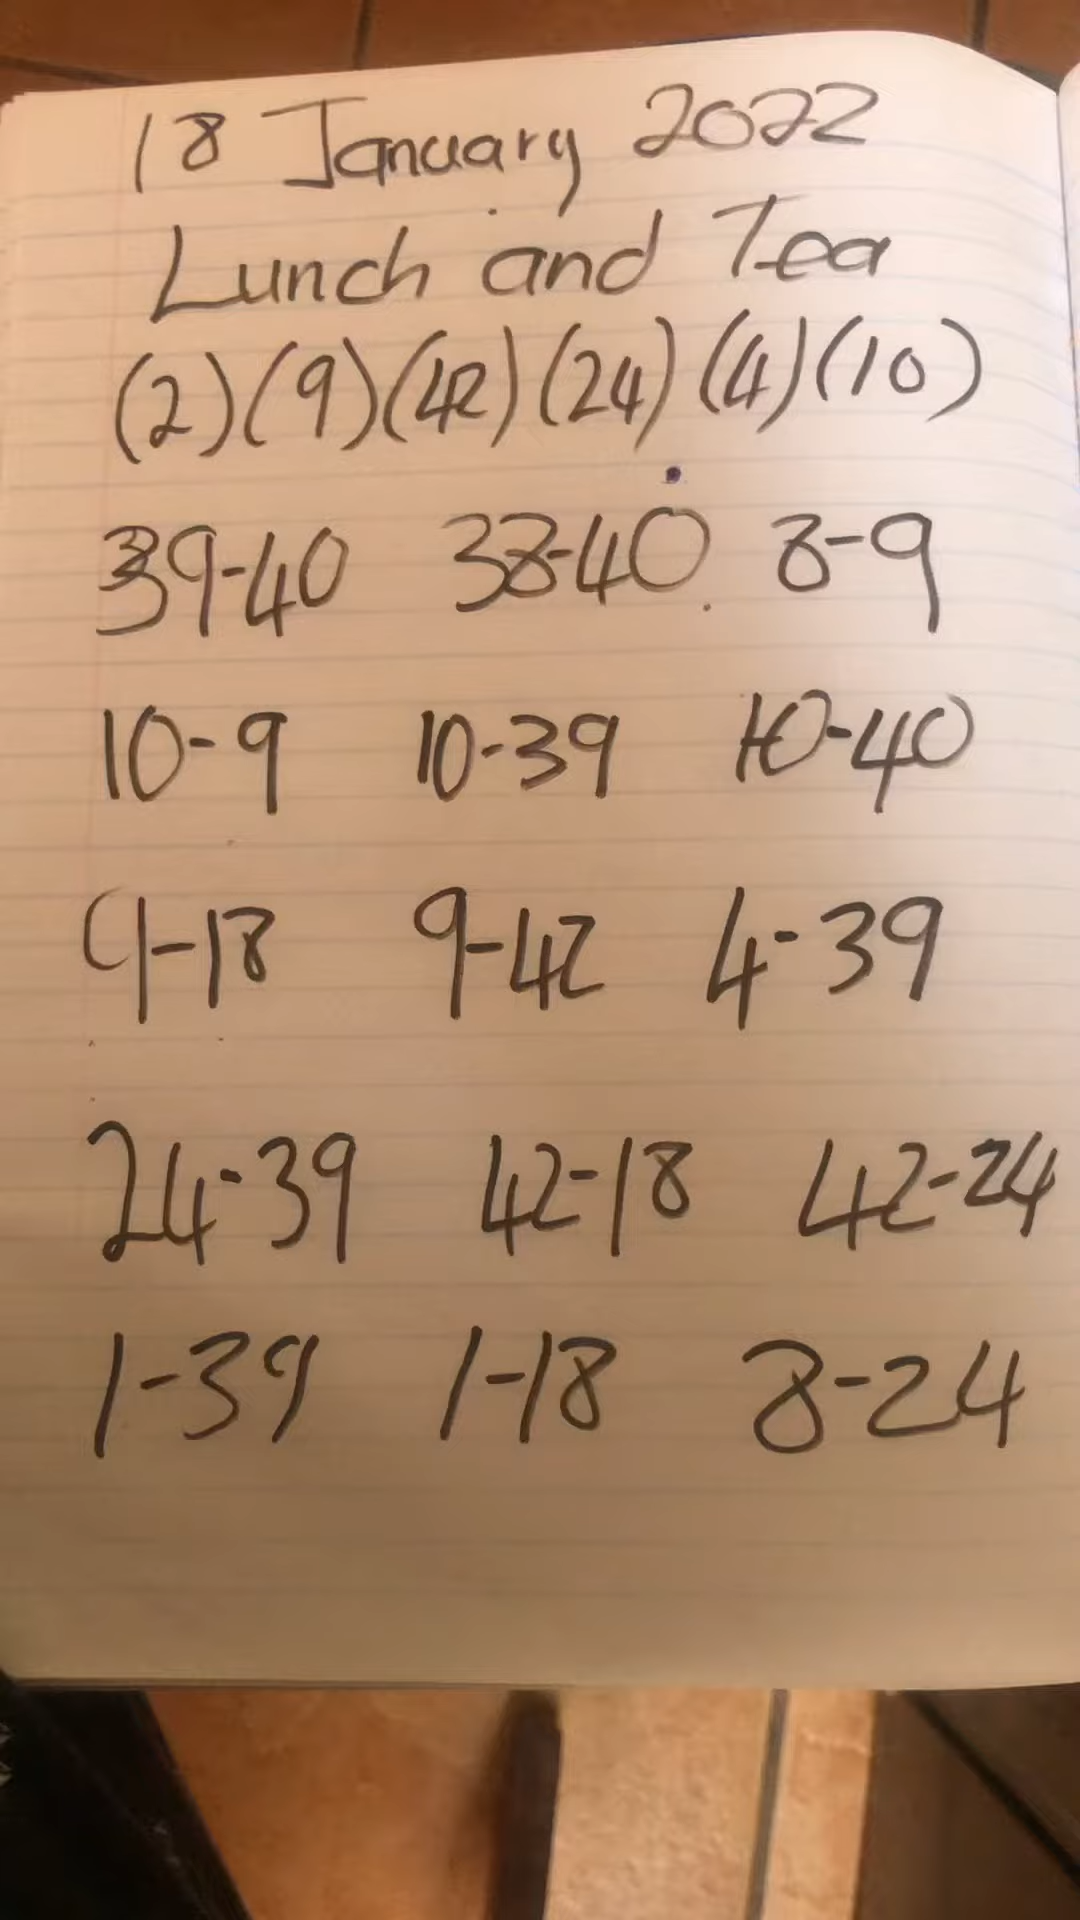 18 January 2022
Lunch and Tea
(2) (9) (42) (24) (4) (10)
39-40 38-40 8-9
10-9 10-39 10-40
9-18 9-42 4-39
24-39 42-18 42-24
1-39 1-18 8-24